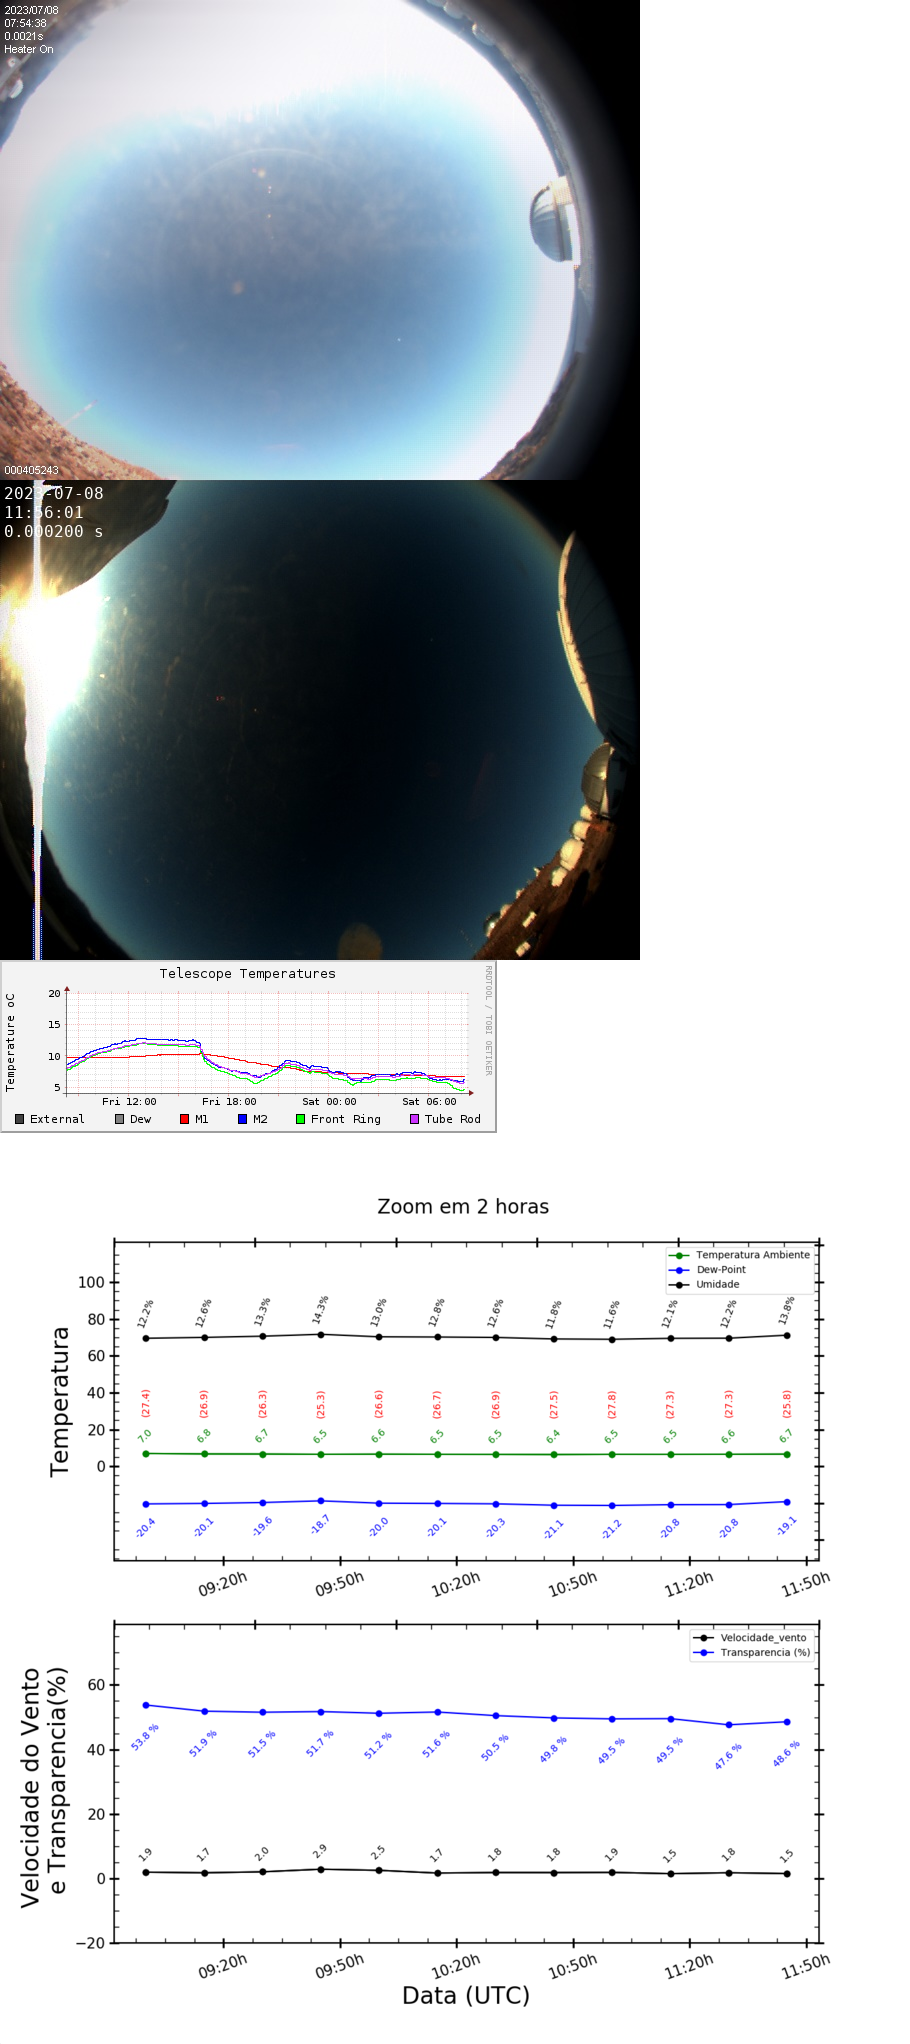 2023/07/08
07:54:38
0.0021s
Heater On
000405243
2023-07-08
11:56:01
0.000200 s
Telescope Temperatures
RRDTOOL / TOBI OETIKER
Temperature oC
20
15
10
5
Fri 12:00 Fri 18:00 Sat 00:00 Sat 06:00
External Dew M1 M2 Front Ring Tube Rod
Zoom em 2 horas
Temperatura
Temperatura Ambiente
Dew-Point
Umidade
100
80
60
40
20
0
12.2% 12.6% 13.3% 14.3% 13.0% 12.8% 12.6% 11.8% 11.6% 12.1% 12.2% 13.8%
(27.4) (26.9) (26.3) (25.3) (26.6) (26.7) (26.9) (27.5) (27.8) (27.3) (27.3) (25.8)
7.0 6.8 6.7 6.5 6.6 6.5 6.5 6.4 6.5 6.5 6.6 6.7
-20.4 -20.1 -19.6 -18.7 -20.0 -20.1 -20.3 -21.1 -21.2 -20.8 -20.8 -19.1
09:20h 09:50h 10:20h 10:50h 11:20h 11:50h
Velocidade do Vento
e Transparencia(%)
Velocidade_vento
Transparencia (%)
60
40
20
0
−20
53.8 % 51.9 % 51.5 % 51.7 % 51.2 % 51.6 % 50.5 % 49.8 % 49.5 % 49.5 % 47.6 % 48.6 %
1.9 1.7 2.0 2.9 2.5 1.7 1.8 1.8 1.9 1.5 1.8 1.5
09:20h 09:50h 10:20h 10:50h 11:20h 11:50h
Data (UTC)